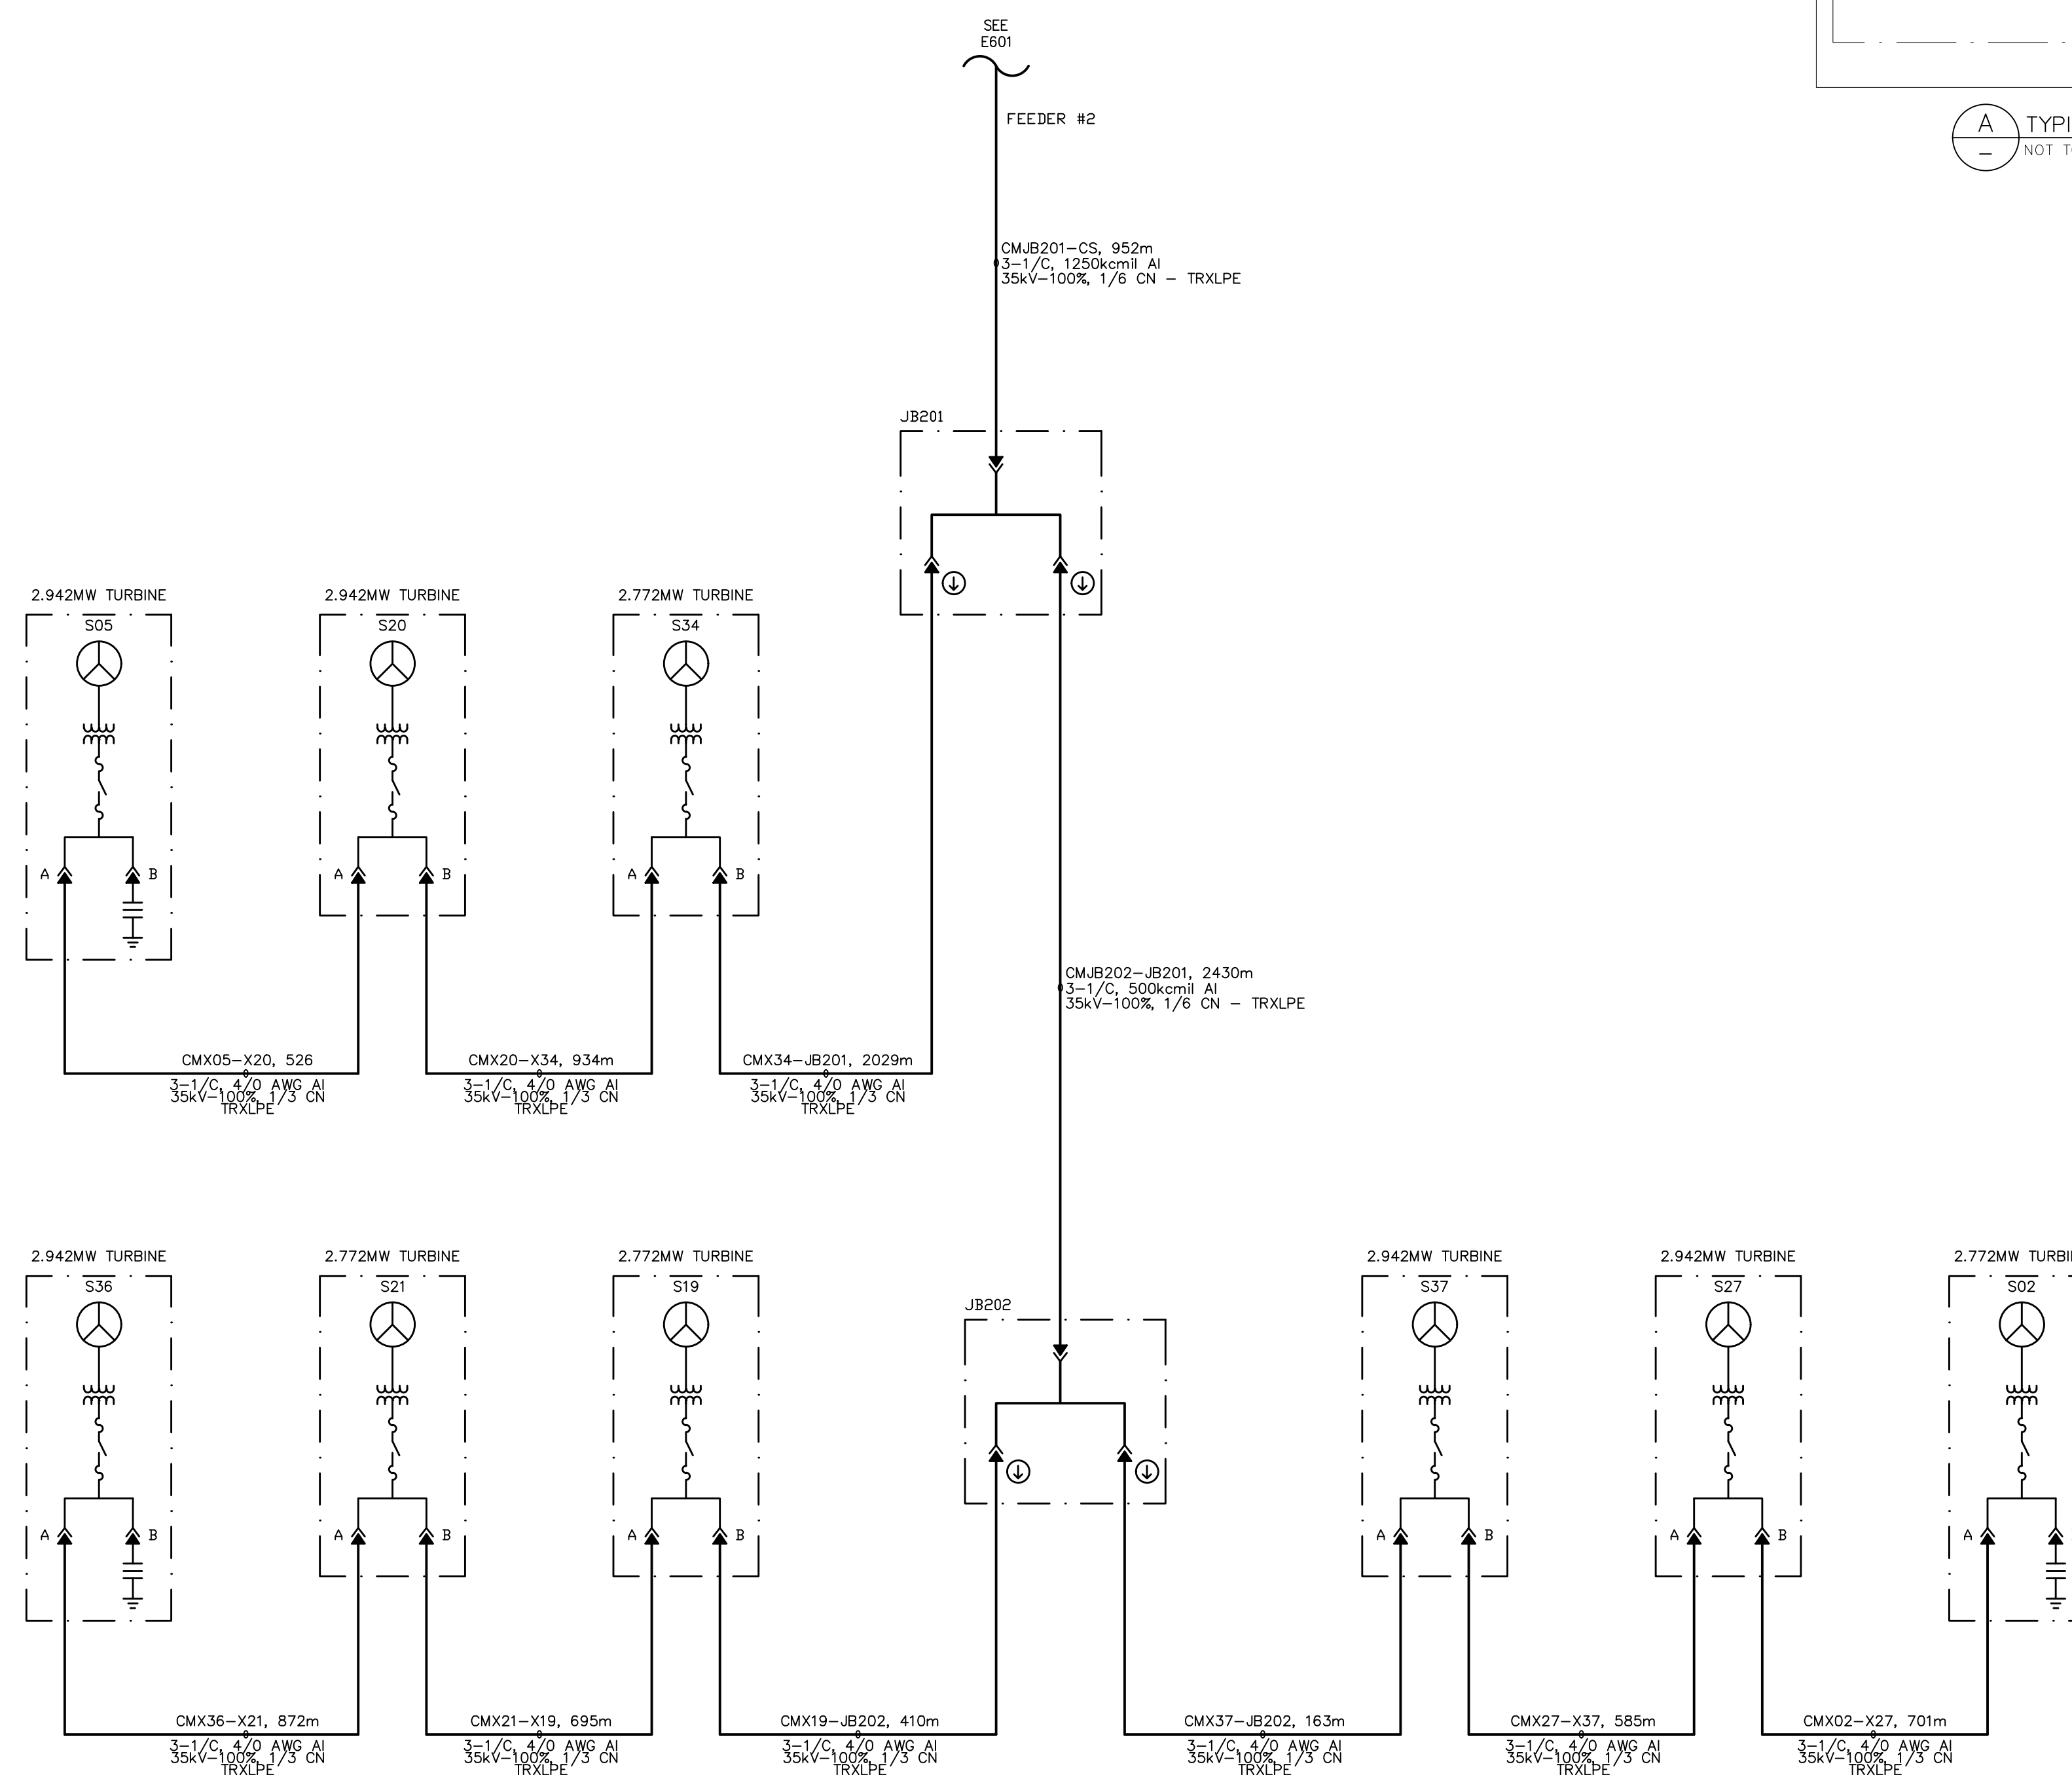 SEE
E601
FEEDER #2
A
–
TYPI
NOT T
CMJB201–CS, 952m
3–1/C, 1250kcmil Al
35kV–100%, 1/6 CN – TRXLPE
JB201
2.942MW TURBINE
S05
A
B
2.942MW TURBINE
S20
A
B
2.772MW TURBINE
S34
A
B
CMJB202–JB201, 2430m
3–1/C, 500kcmil Al
35kV–100%, 1/6 CN – TRXLPE
CMX05–X20, 526
3–1/C, 4/0 AWG Al
35kV–100%, 1/3 CN
TRXLPE
CMX20–X34, 934m
3–1/C, 4/0 AWG Al
35kV–100%, 1/3 CN
TRXLPE
CMX34–JB201, 2029m
3–1/C, 4/0 AWG Al
35kV–100%, 1/3 CN
TRXLPE
2.942MW TURBINE
S36
A
B
2.772MW TURBINE
S21
A
B
2.772MW TURBINE
S19
A
B
JB202
2.942MW TURBINE
S37
A
B
2.942MW TURBINE
S27
A
B
2.772MW TURBI
S02
A
CMX36–X21, 872m
3–1/C, 4/0 AWG Al
35kV–100%, 1/3 CN
TRXLPE
CMX21–X19, 695m
3–1/C, 4/0 AWG Al
35kV–100%, 1/3 CN
TRXLPE
CMX19–JB202, 410m
3–1/C, 4/0 AWG Al
35kV–100%, 1/3 CN
TRXLPE
CMX37–JB202, 163m
3–1/C, 4/0 AWG Al
35kV–100%, 1/3 CN
TRXLPE
CMX27–X37, 585m
3–1/C, 4/0 AWG Al
35kV–100%, 1/3 CN
TRXLPE
CMX02–X27, 701m
3–1/C, 4/0 AWG Al
35kV–100%, 1/3 CN
TRXLPE